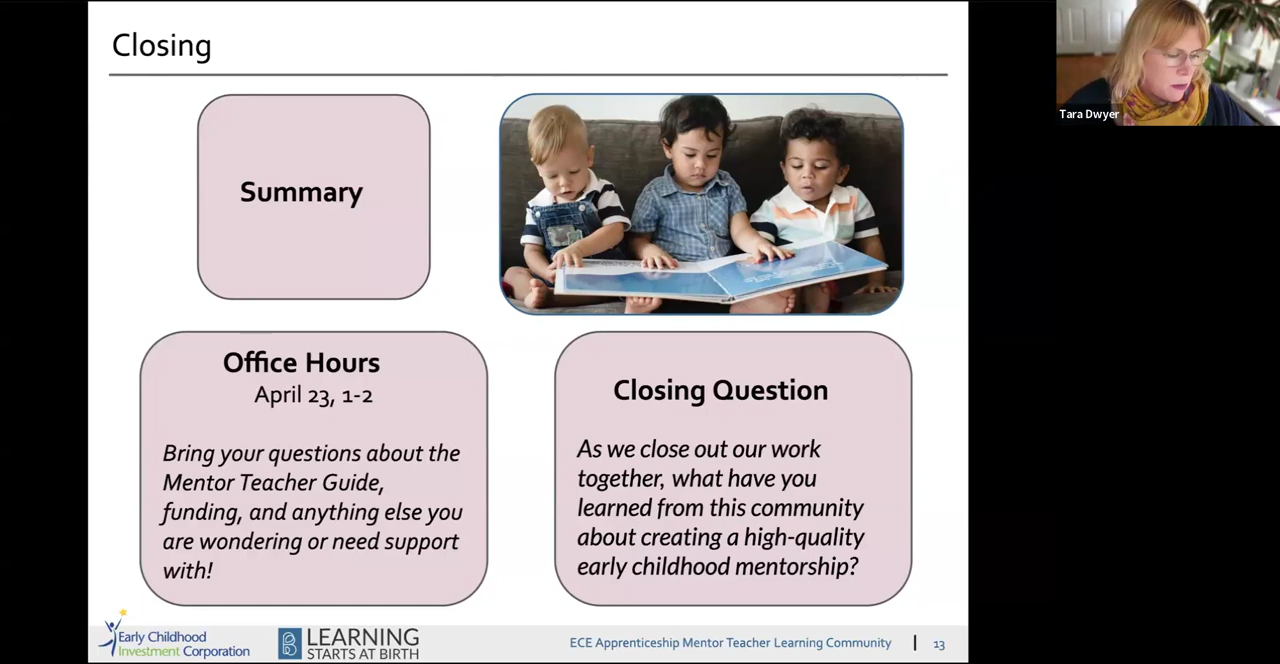 Closing
Tara Dwyer
Summary
Office Hours
April 23, 1-2
Bring your questions about the
Mentor Teacher Guide,
funding, and anything else you
are wondering or need support
with!
Closing Question
As we close out our work
together, what have you
learned from this community
about creating a high-quality
early childhood mentorship?
Early Childhood
Investment Corporation
LEARNING
STARTS AT BIRTH
ECE Apprenticeship Mentor Teacher Learning Community | 13